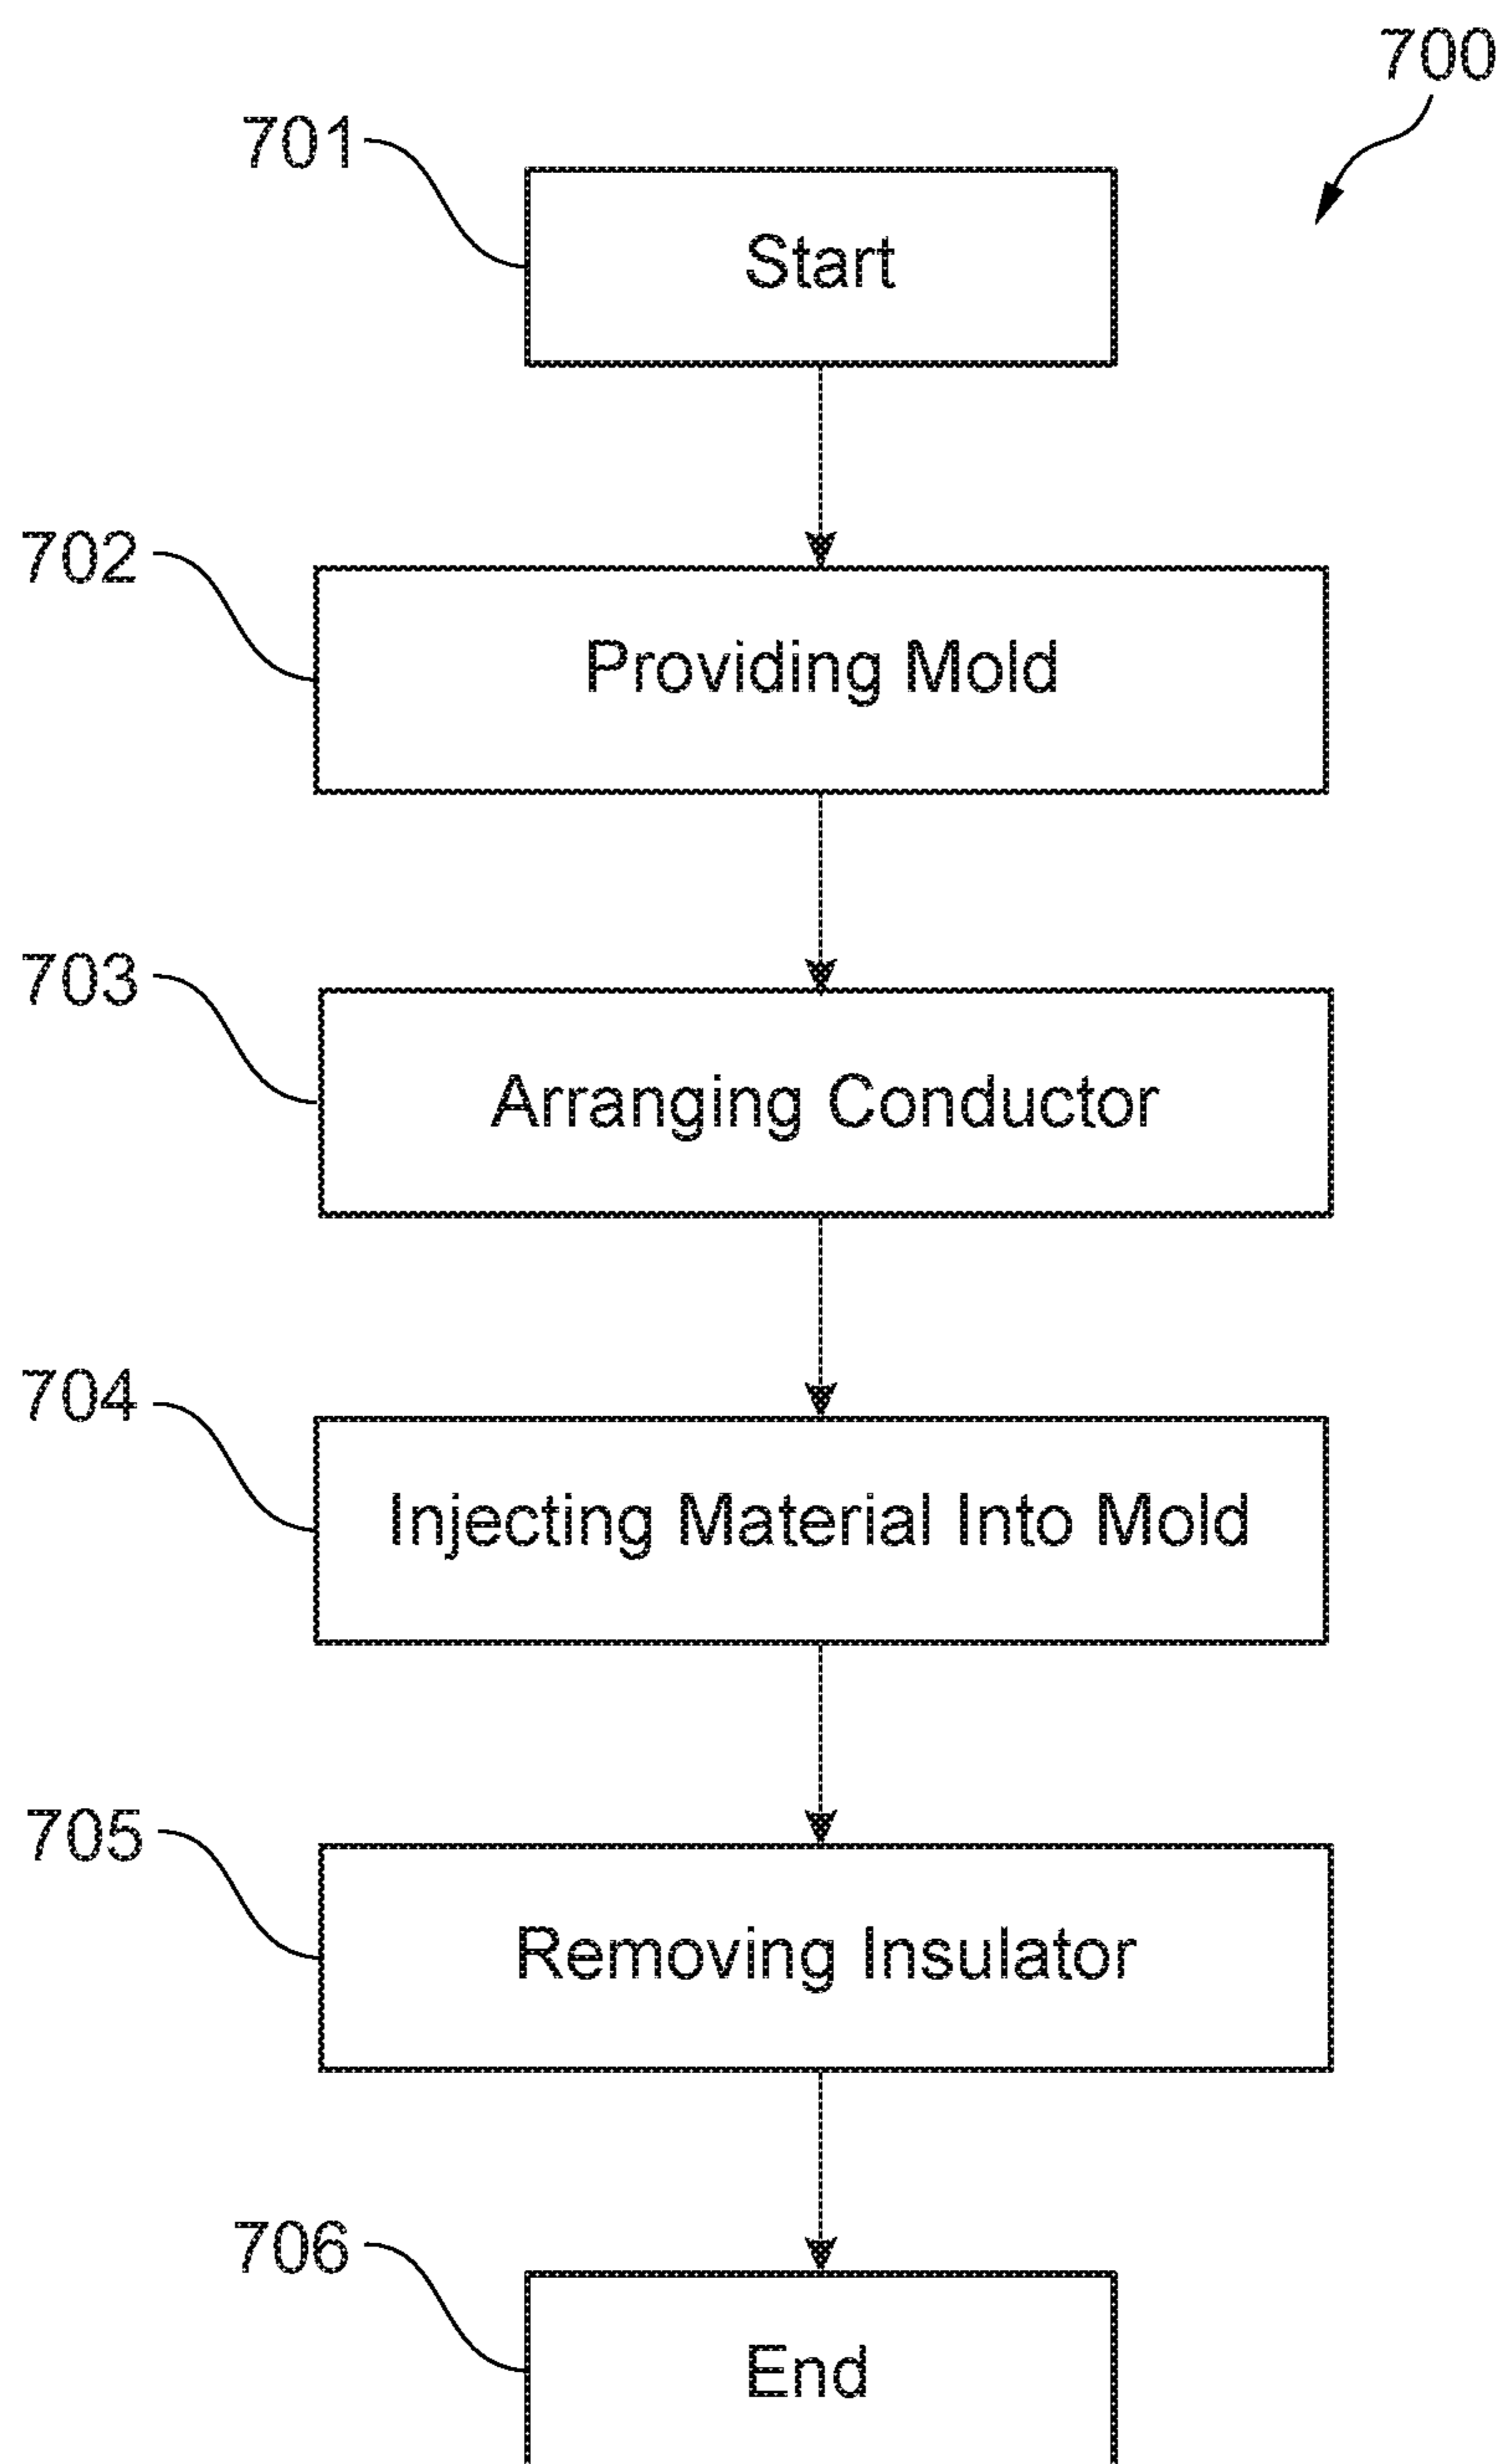 700
701
Start
702
Providing Mold
703
Arranging Conductor
704
Injecting Material Into Mold
705
Removing Insulator
706
End